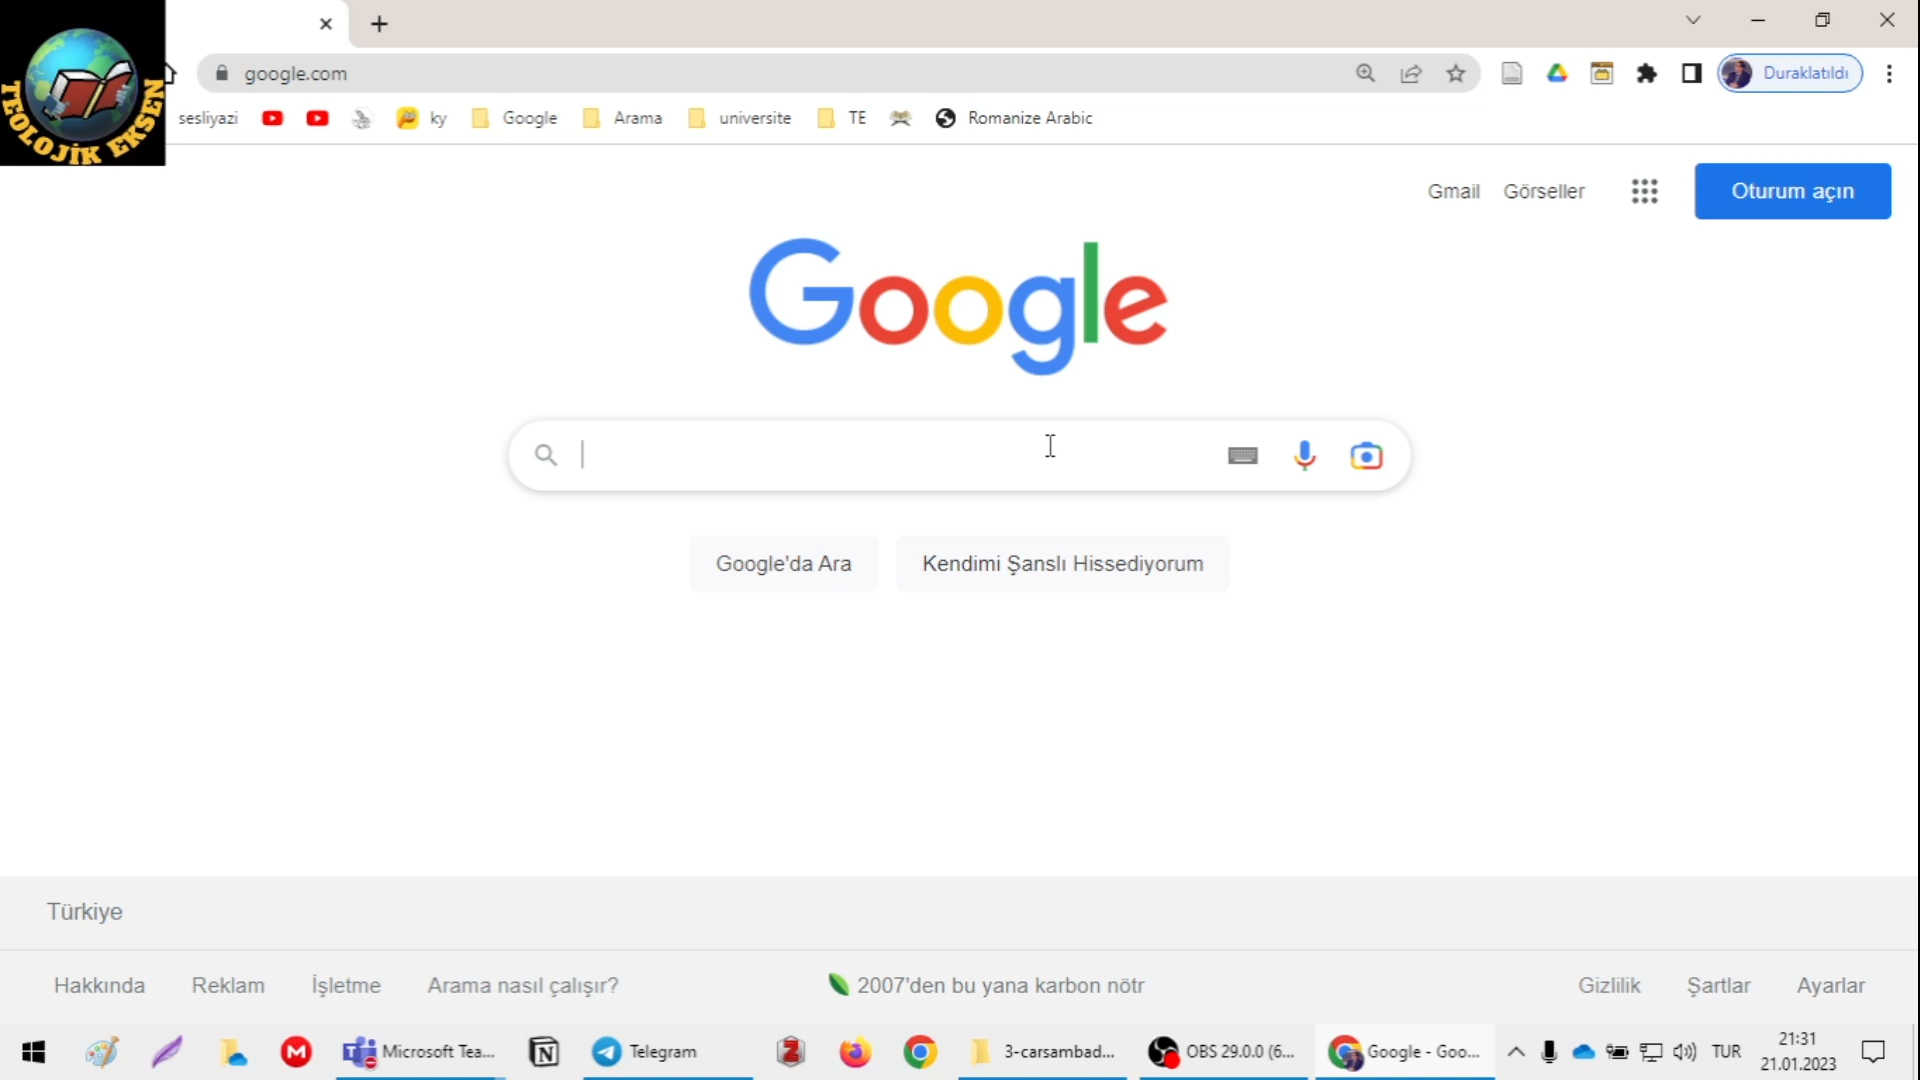 TEOLOJİK EKSEN
google.com
Duraklatıldı
sesliyazi
ky
Google
Arama
universite
TE
Romanize Arabic
Gmail
Görseller
Oturum açın
Google
Google'da Ara
Kendimi Şanslı Hissediyorum
Türkiye
Hakkında
Reklam
İşletme
Arama nasıl çalışır?
2007'den bu yana karbon nötr
Gizlilik
Şartlar
Ayarlar
Microsoft Tea...
Telegram
3-carsambad...
OBS 29.0.0 (6...
Google - Goo...
TUR
21:31
21.01.2023